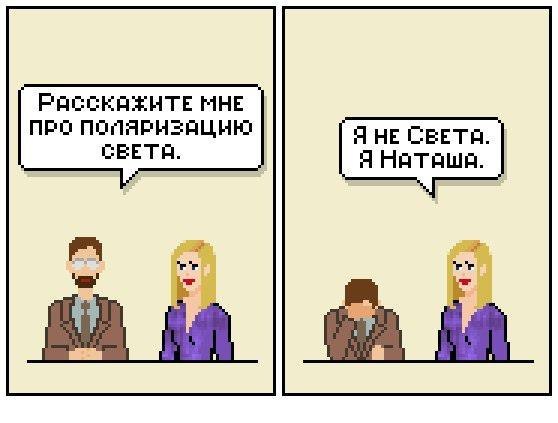 Расскажите мне
про поляризацию
света.
Я не Света.
Я Наташа.